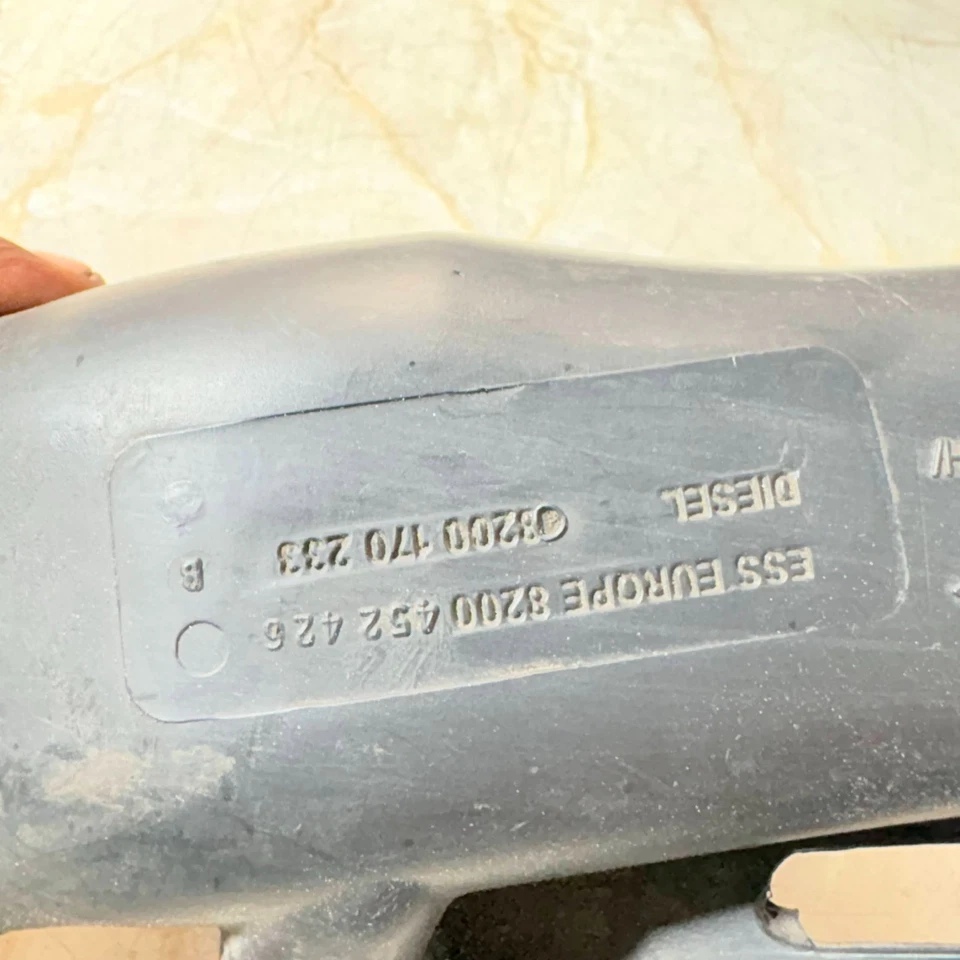 ESS EUROPE 8200 452 426
DIESEL 8200 170 233
B